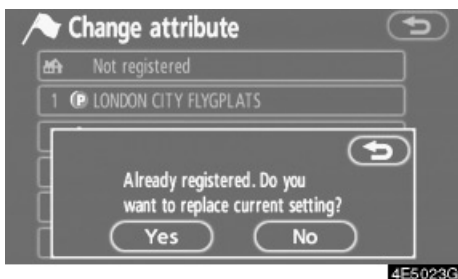 Change attribute
Not registered
1 P LONDON CITY FLYGPLATS
Already registered. Do you
want to replace current setting?
Yes No
4E5023G